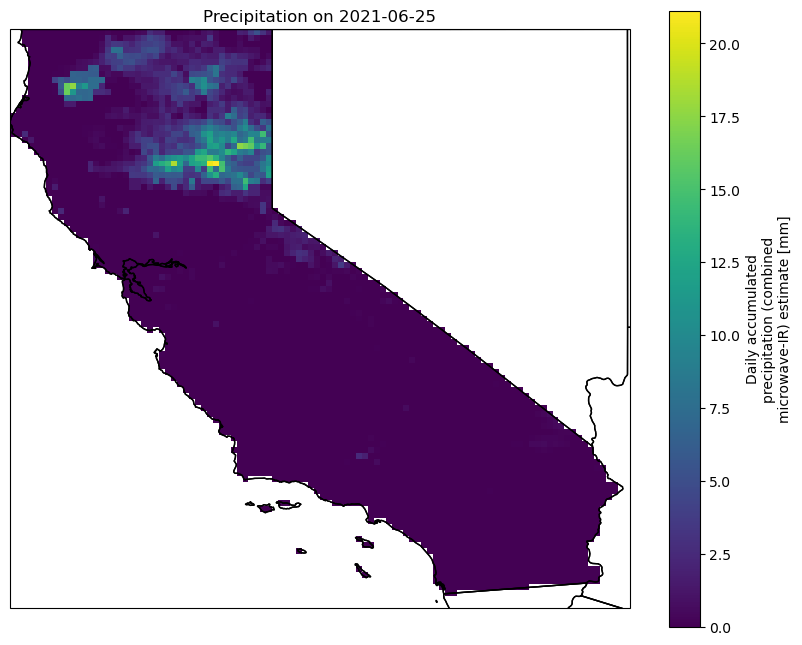 Precipitation on 2021-06-25
20.0
17.5
15.0
12.5
10.0
7.5
5.0
2.5
0.0
Daily accumulated
precipitation (combined
microwave-IR) estimate [mm]